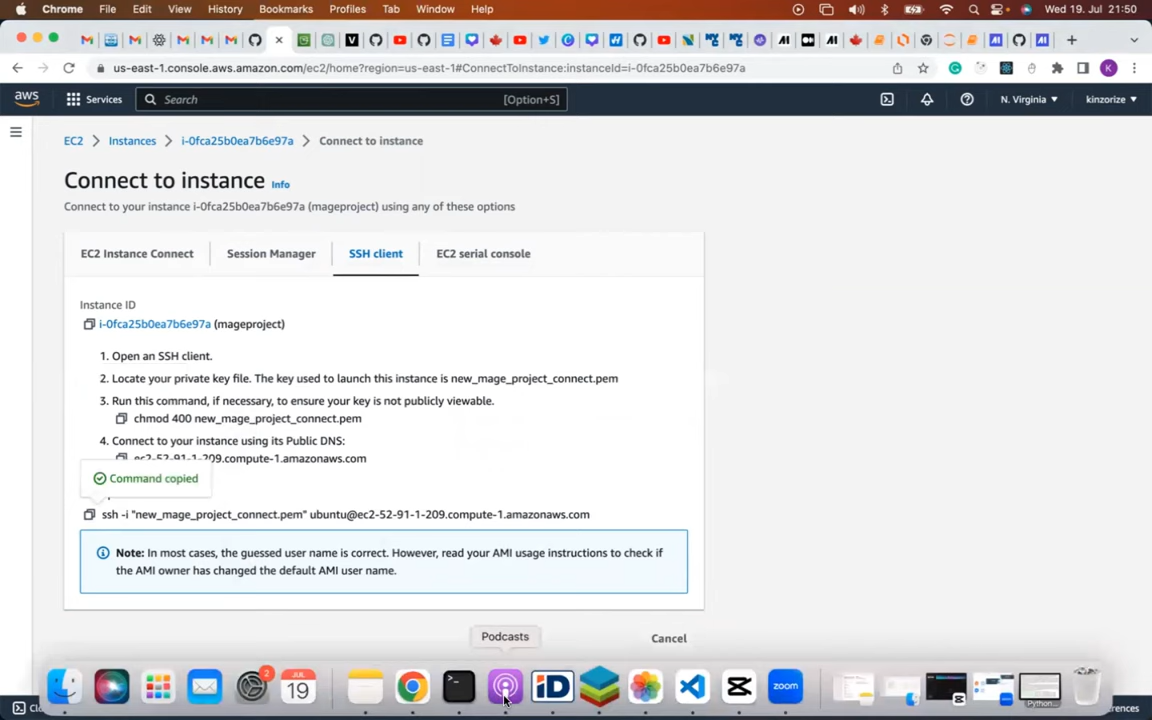 Chrome File Edit View History Bookmarks Profiles Tab Window Help Wed 19. Jul 21:50
us-east-1.console.aws.amazon.com/ec2/home?region=us-east-1#ConnectToInstance:instanceId=i-0fca25b0ea7b6e97a K
aws Services Search [Option+S] N. Virginia kinzorize
EC2 Instances i-0fca25b0ea7b6e97a Connect to instance
Connect to instance Info
Connect to your instance i-0fca25b0ea7b6e97a (mageproject) using any of these options
EC2 Instance Connect Session Manager SSH client EC2 serial console
Instance ID
i-0fca25b0ea7b6e97a (mageproject)
1. Open an SSH client.
2. Locate your private key file. The key used to launch this instance is new_mage_project_connect.pem
3. Run this command, if necessary, to ensure your key is not publicly viewable.
chmod 400 new_mage_project_connect.pem
4. Connect to your instance using its Public DNS:
ec2-52-91-1-209.compute-1.amazonaws.com
Command copied
ssh -i "new_mage_project_connect.pem" ubuntu@ec2-52-91-1-209.compute-1.amazonaws.com
Note: In most cases, the guessed user name is correct. However, read your AMI usage instructions to check if
the AMI owner has changed the default AMI user name.
Podcasts Cancel
2
JUL
19
iD
zoom
Python...